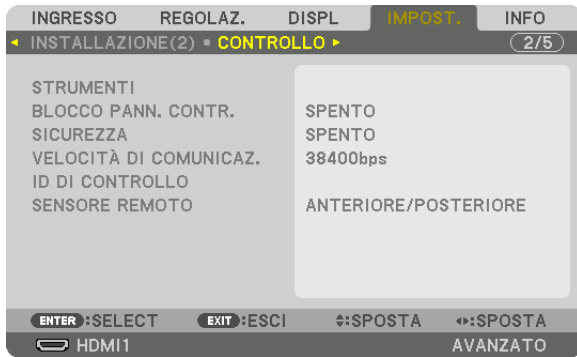 INGRESSO REGOLAZ. DISPL IMPOST. INFO
◄ INSTALLAZIONE(2) • CONTROLLO ► 2/5
STRUMENTI
BLOCCO PANN. CONTR. SPENTO
SICUREZZA SPENTO
VELOCITÀ DI COMUNICAZ. 38400bps
ID DI CONTROLLO
SENSORE REMOTO ANTERIORE/POSTERIORE
ENTER :SELECT EXIT :ESCI ▲▼:SPOSTA ◄►:SPOSTA
HDMI1 AVANZATO